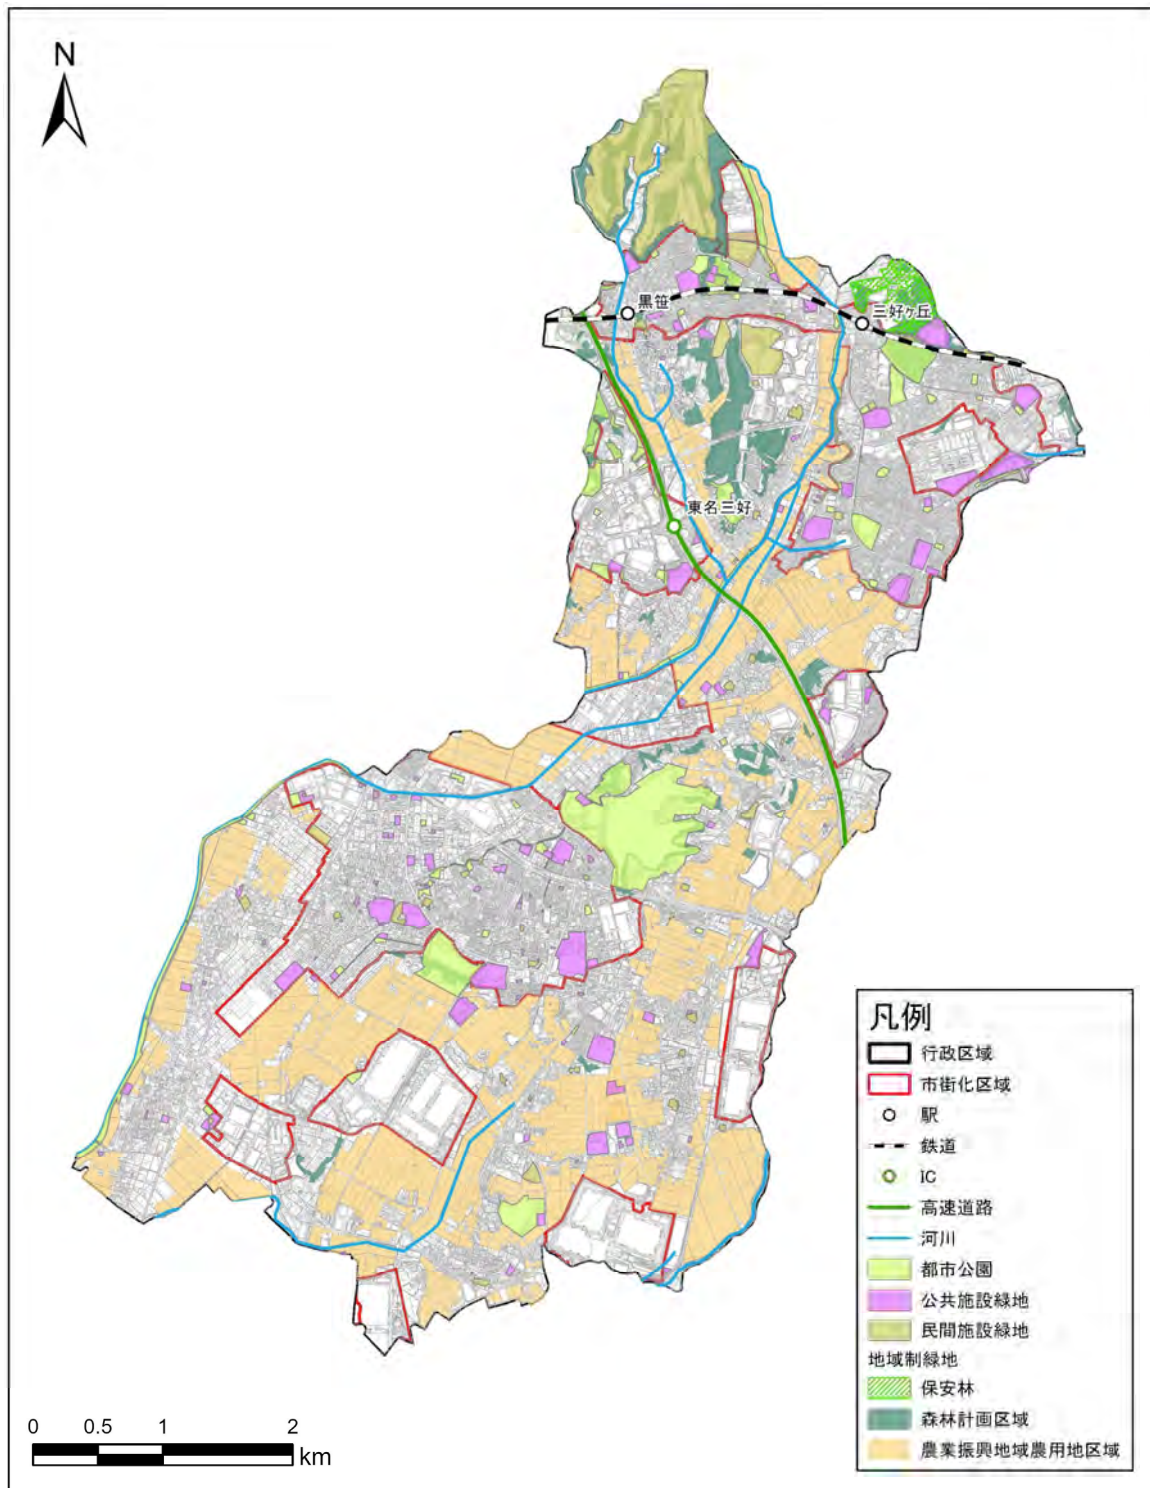 N
黒笹
三好ヶ丘
東名三好
凡例
行政区域
市街化区域
駅
鉄道
IC
高速道路
河川
都市公園
公共施設緑地
民間施設緑地
地域制緑地
保安林
森林計画区域
農業振興地域農用地区域
0 0.5 1 2
km